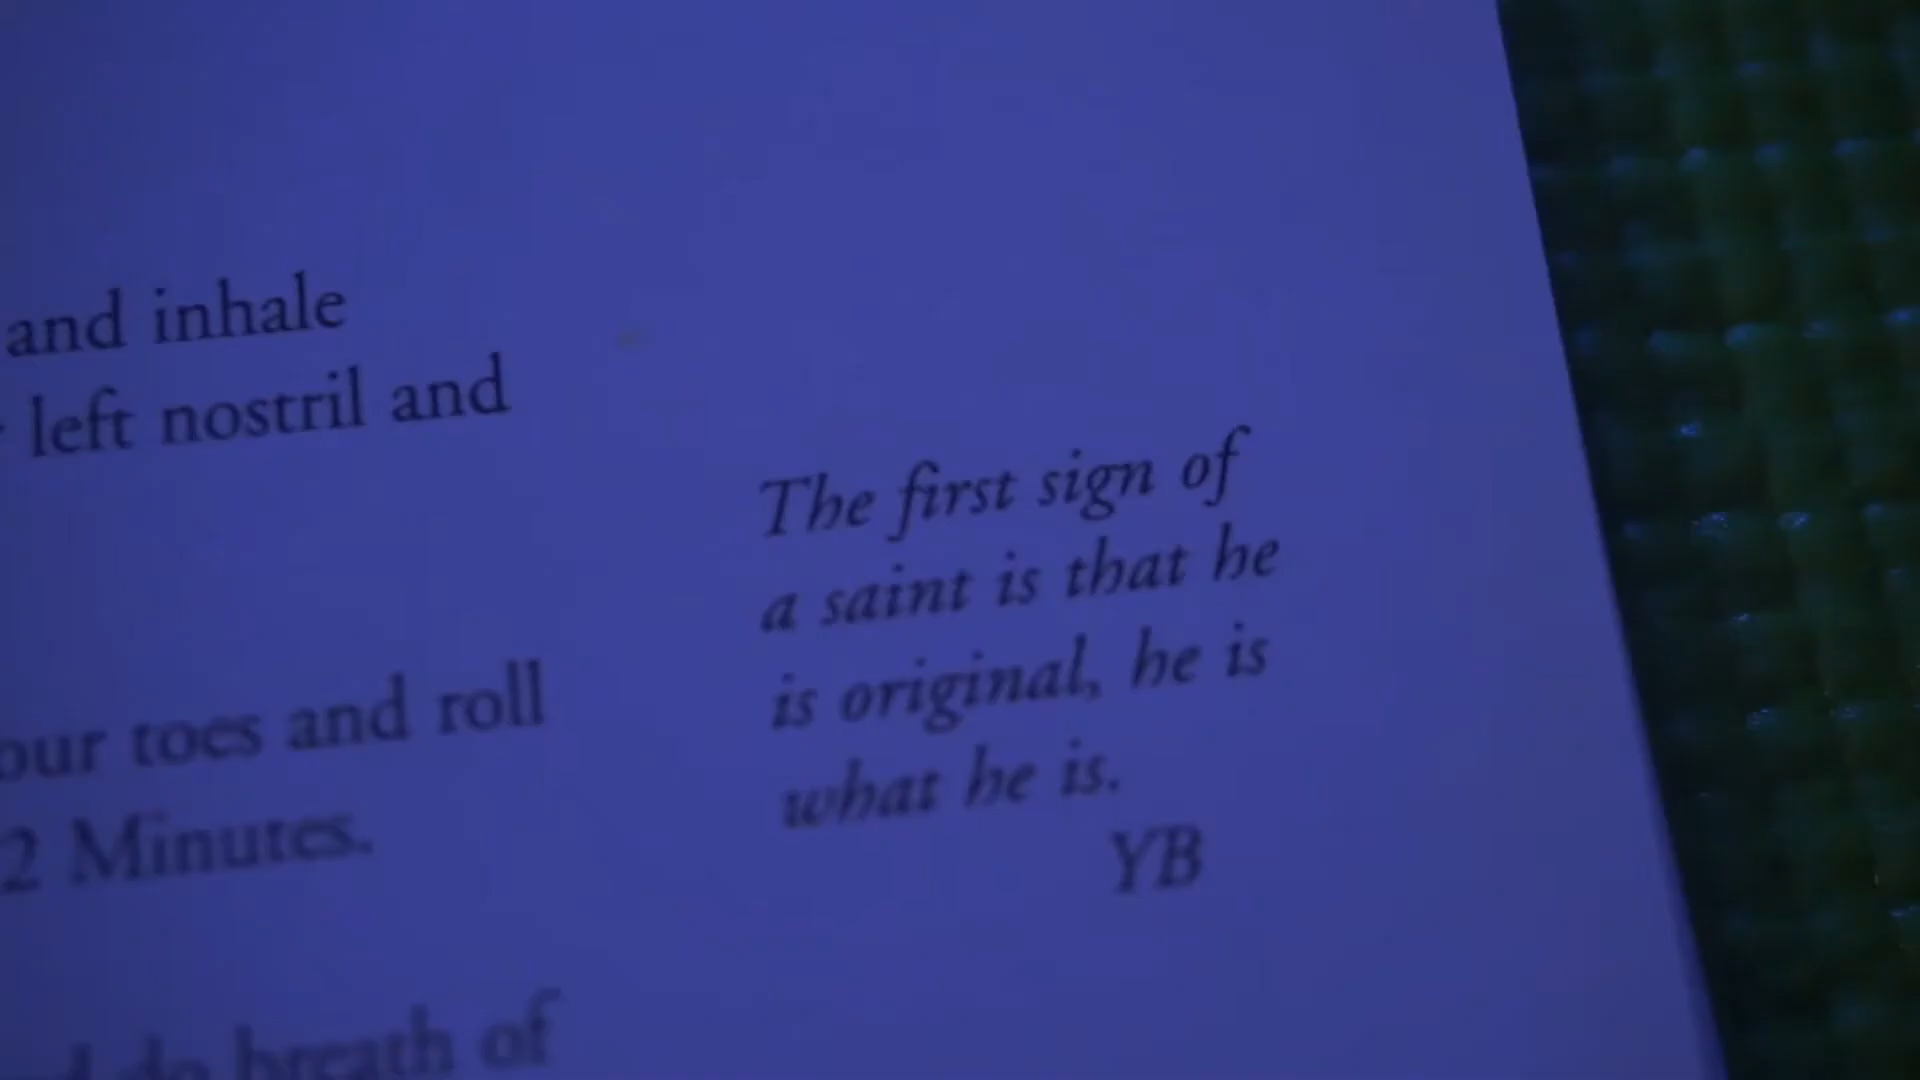 and inhale
left nostril and
our toes and roll
2 Minutes.
do breath of
The first sign of
a saint is that he
is original, he is
what he is.
YB